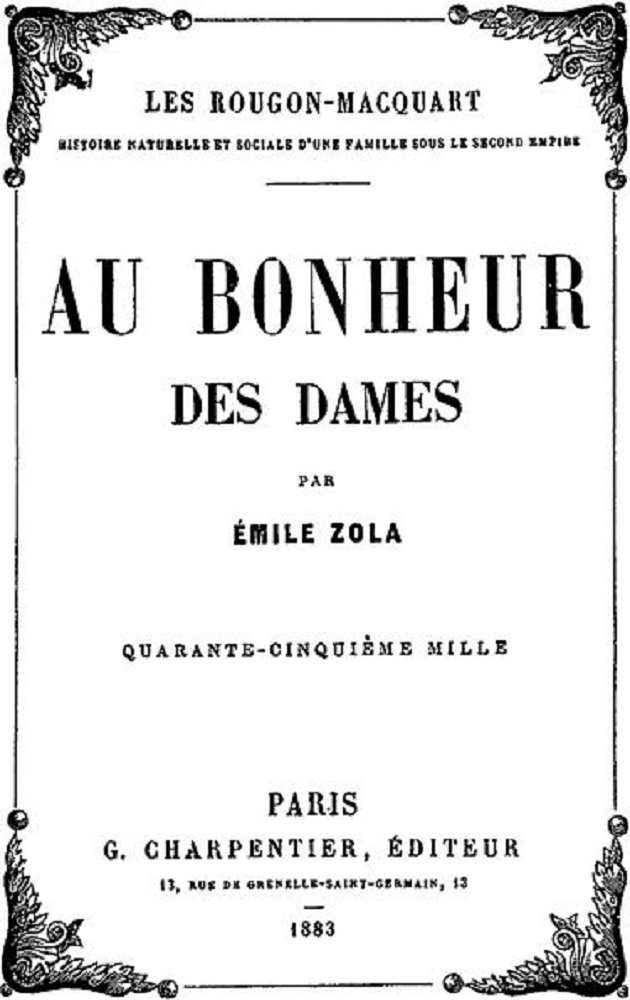 LES ROUGON-MACQUART
HISTOIRE NATURELLE ET SOCIALE D'UNE FAMILLE SOUS LE SECOND EMPIRE
AU BONHEUR
DES DAMES
PAR
ÉMILE ZOLA
QUARANTE-CINQUIÈME MILLE
PARIS
G. CHARPENTIER, ÉDITEUR
13, RUE DE GRENELLE-SAINT-GERMAIN, 13
1883